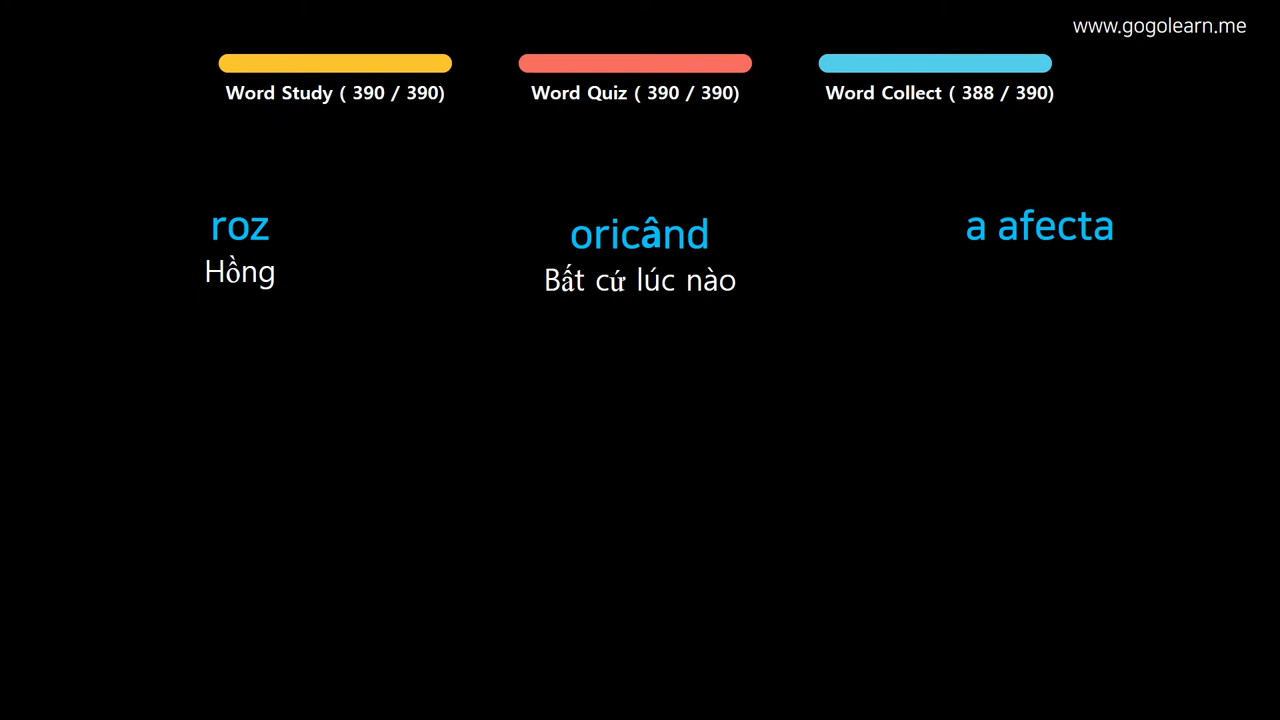 www.gogolearn.me
Word Study ( 390 / 390)
Word Quiz ( 390 / 390)
Word Collect ( 388 / 390)
roz
Hồng
oricând
Bất cứ lúc nào
a afecta